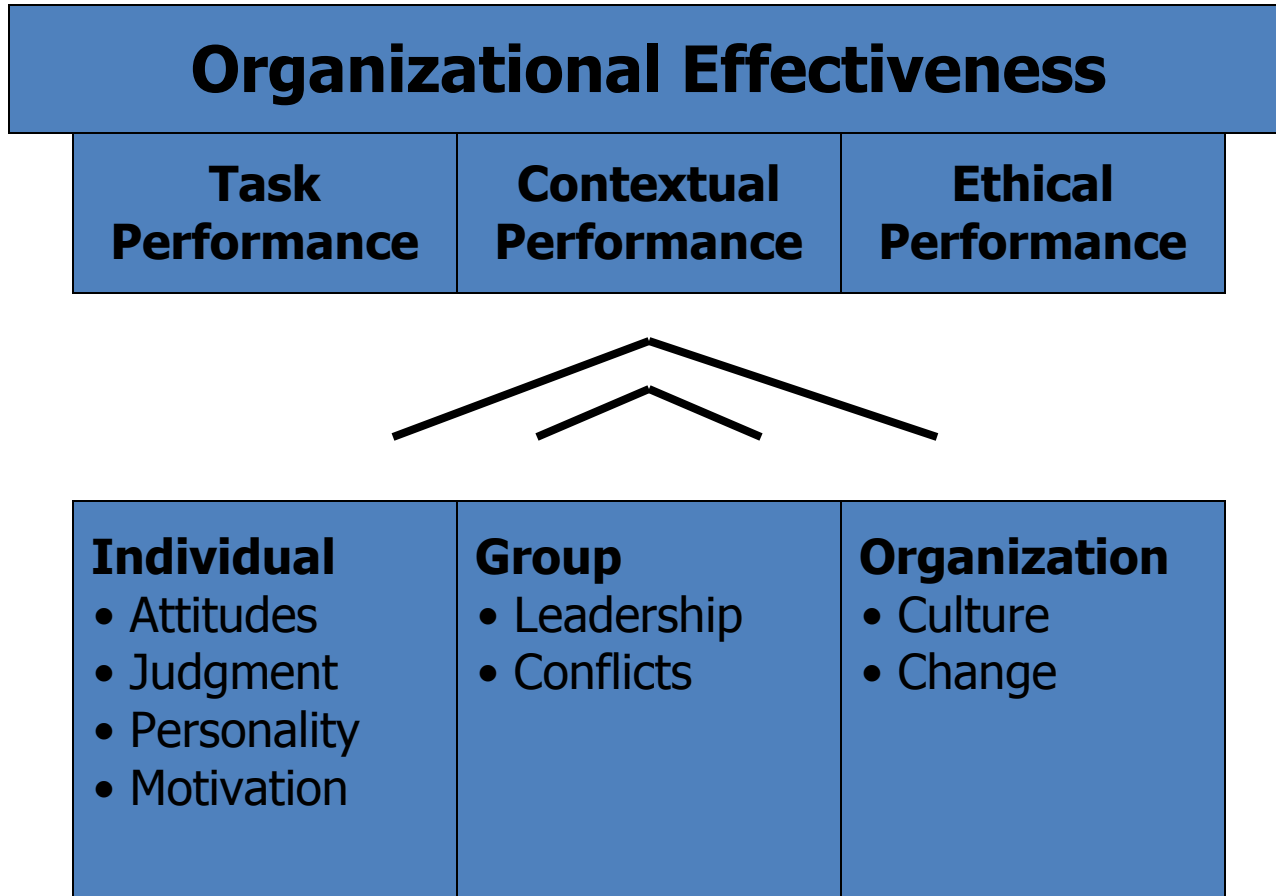 Organizational Effectiveness
Task
Performance
Contextual
Performance
Ethical
Performance
Individual
• Attitudes
• Judgment
• Personality
• Motivation
Group
• Leadership
• Conflicts
Organization
• Culture
• Change